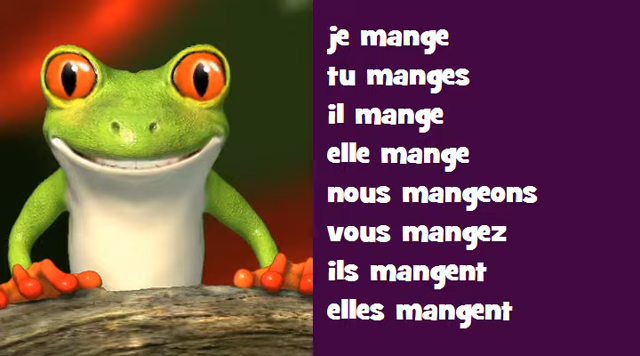 je mange
tu manges
il mange
elle mange
nous mangeons
vous mangez
ils mangent
elles mangent